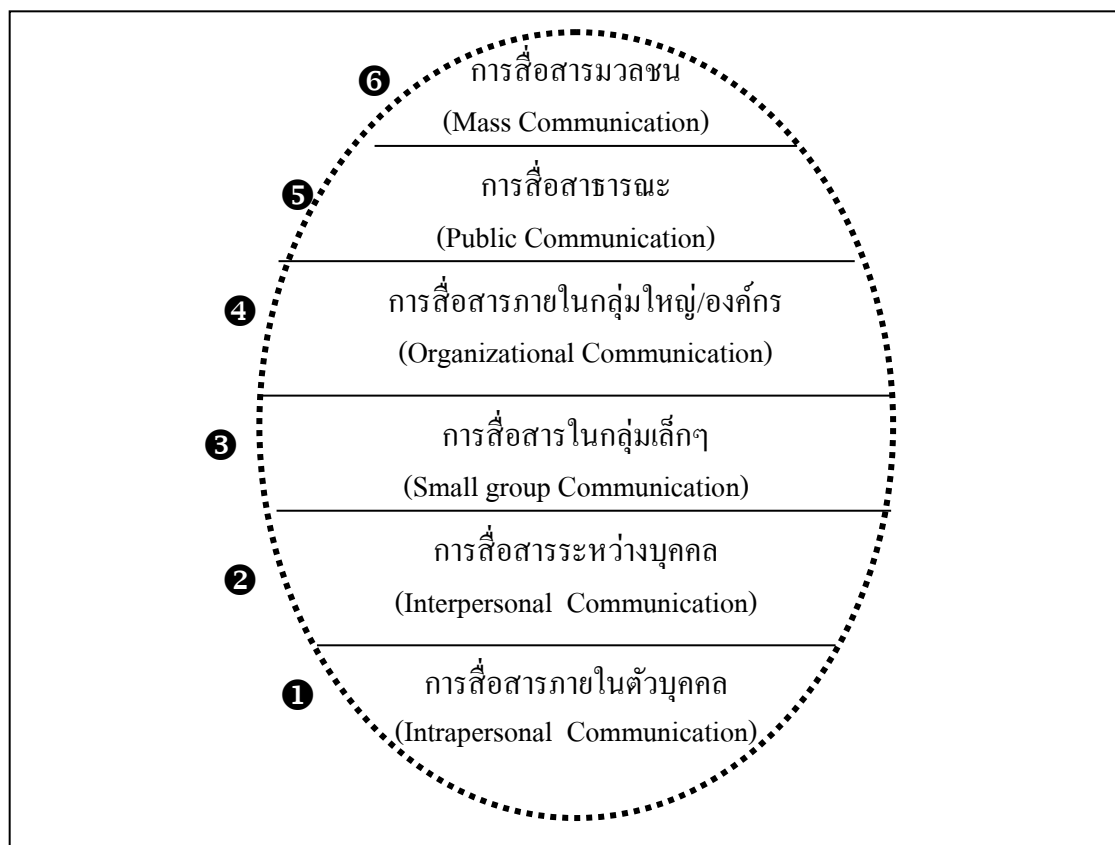 ❻ การสื่อสารมวลชน
(Mass Communication)
❺ การสื่อสาธารณะ
(Public Communication)
❹ การสื่อสารภายในกลุ่มใหญ่/องค์กร
(Organizational Communication)
❸ การสื่อสารในกลุ่มเล็กๆ
(Small group Communication)
❷ การสื่อสารระหว่างบุคคล
(Interpersonal Communication)
❶ การสื่อสารภายในตัวบุคคล
(Intrapersonal Communication)